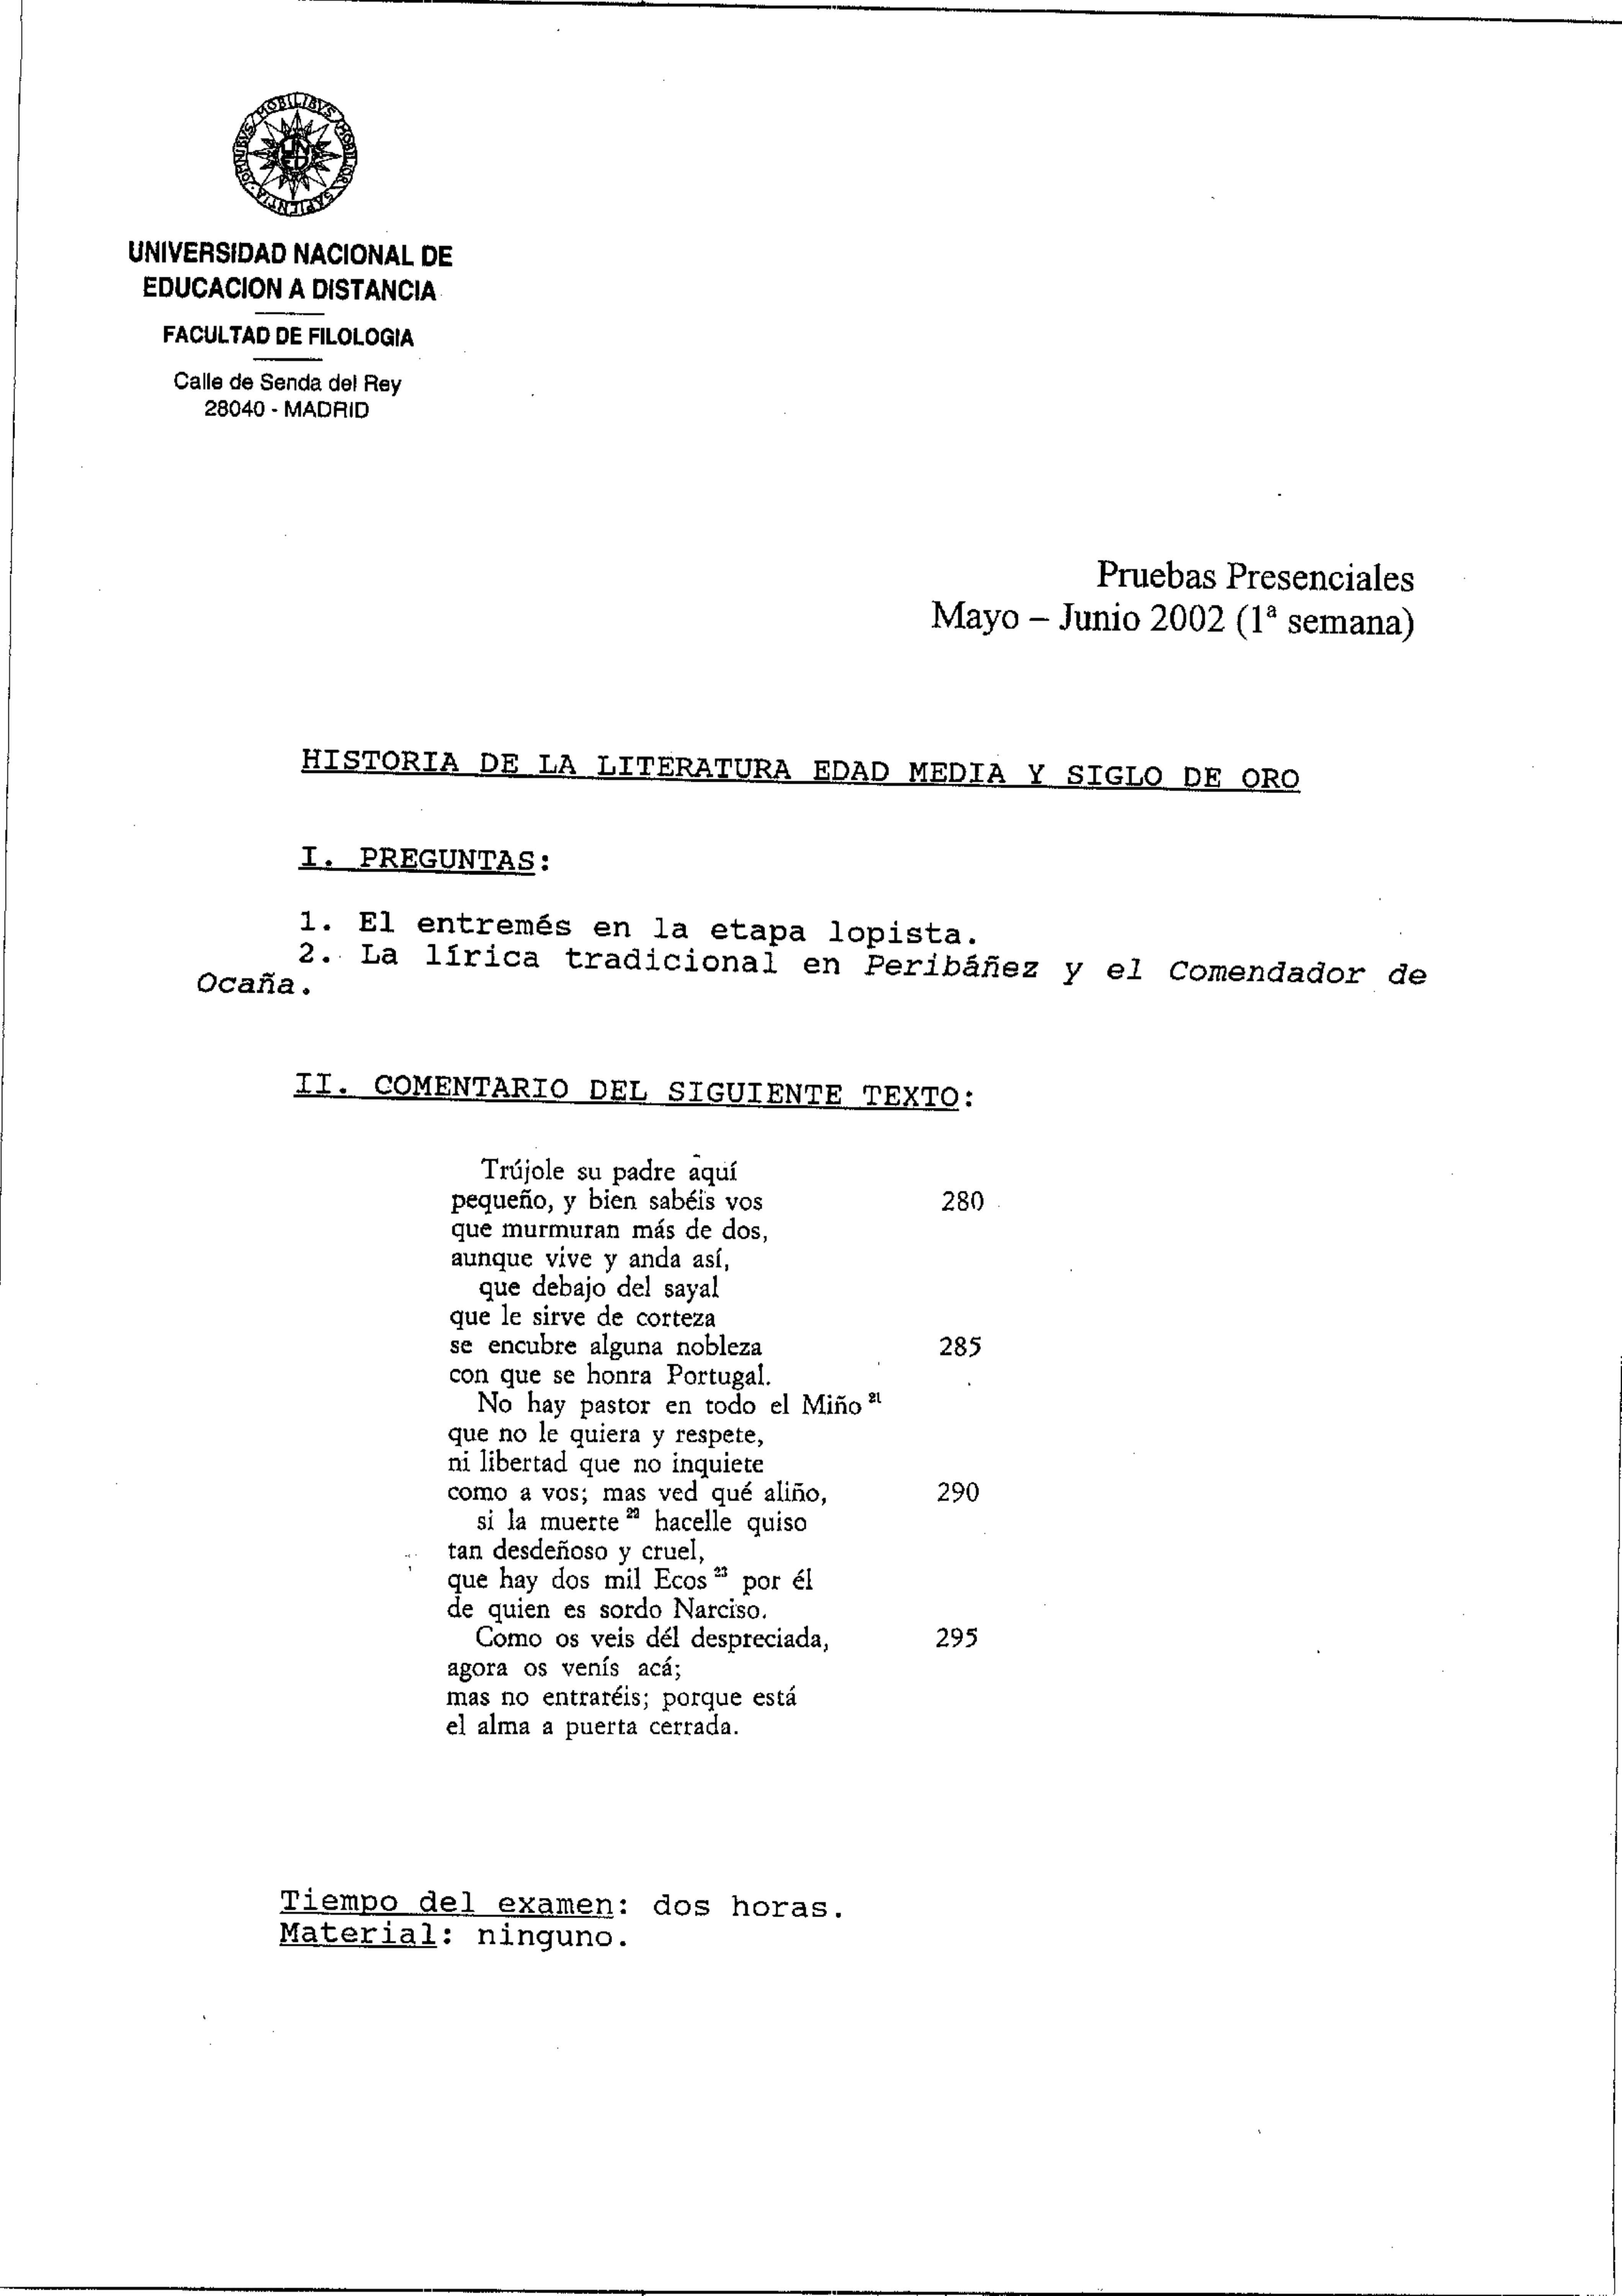 OMNIBVS MOBILIBVS MOBILIOR SAPIENTIA
UNED
UNIVERSIDAD NACIONAL DE
EDUCACION A DISTANCIA
FACULTAD DE FILOLOGIA
Calle de Senda del Rey
28040 - MADRID
Pruebas Presenciales
Mayo – Junio 2002 (1ª semana)
HISTORIA DE LA LITERATURA EDAD MEDIA Y SIGLO DE ORO
I. PREGUNTAS:
1. El entremés en la etapa lopista.
2. La lírica tradicional en Peribáñez y el Comendador de
Ocaña.
II. COMENTARIO DEL SIGUIENTE TEXTO:
Trújole su padre aquí
pequeño, y bien sabéis vos 280
que murmuran más de dos,
aunque vive y anda así,
que debajo del sayal
que le sirve de corteza
se encubre alguna nobleza 285
con que se honra Portugal.
No hay pastor en todo el Miño 21
que no le quiera y respete,
ni libertad que no inquiete
como a vos; mas ved qué aliño, 290
si la muerte 22 hacelle quiso
tan desdeñoso y cruel,
que hay dos mil Ecos 23 por él
de quien es sordo Narciso.
Como os veis dél despreciada, 295
agora os venís acá;
mas no entraréis; porque está
el alma a puerta cerrada.
Tiempo del examen: dos horas.
Material: ninguno.